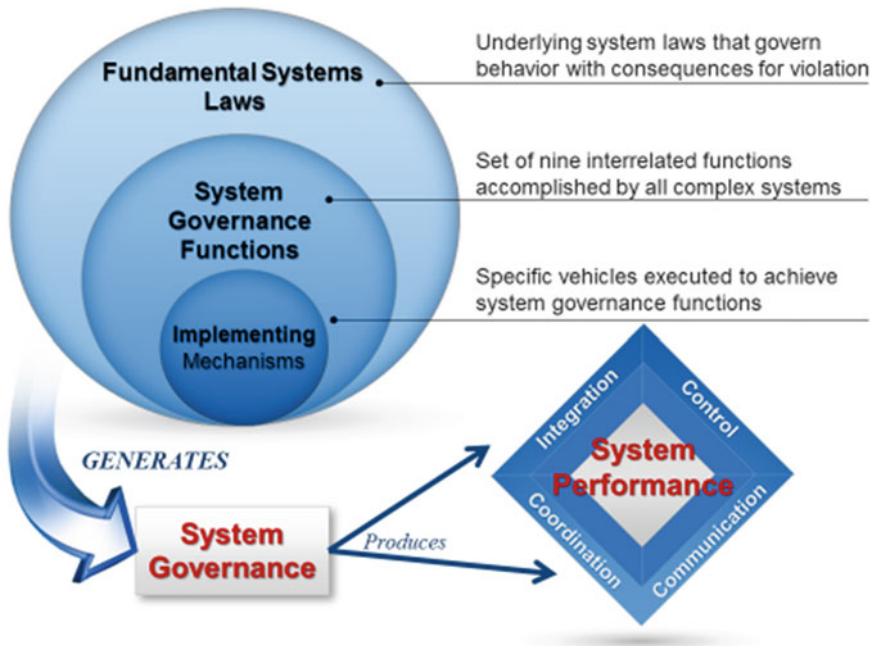 Fundamental Systems
Laws
Underlying system laws that govern
behavior with consequences for violation
System
Governance
Functions
Set of nine interrelated functions
accomplished by all complex systems
Implementing
Mechanisms
Specific vehicles executed to achieve
system governance functions
GENERATES
System
Governance
Produces
Integration
Control
System
Performance
Coordination
Communication